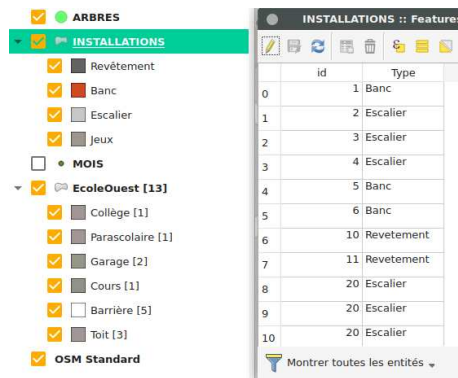 ARBRES
INSTALLATIONS
Revêtement
Banc
Escalier
Jeux
MOIS
EcoleOuest [13]
Collège [1]
Parascolaire [1]
Garage [2]
Cours [1]
Barrière [5]
Toit [3]
OSM Standard
INSTALLATIONS :: Features
id Type
0 1 Banc
1 2 Escalier
2 3 Escalier
3 4 Escalier
4 5 Banc
5 6 Banc
6 10 Revetement
7 11 Revetement
8 20 Escalier
9 20 Escalier
10 20 Escalier
Montrer toutes les entités